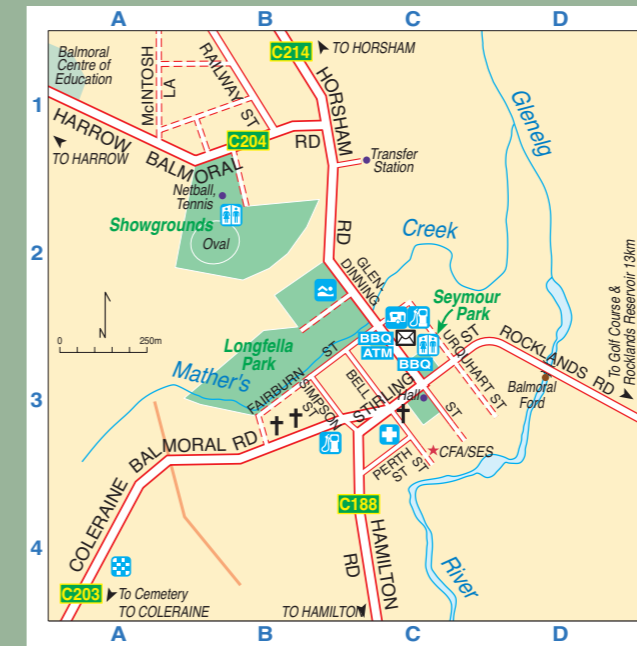 Balmoral
Centre of
Education
McINTOSH
LA
RAILWAY
ST
C214
TO HORSHAM
HORSHAM
RD
C204
HARROW
BALMORAL
RD
TO HARROW
Transfer
Station
Netball,
Tennis
Showgrounds
Oval
Glenelg
Creek
GLEN-
DINNING
ST
Seymour
Park
BBQ
ATM
BBQ
URQUHART ST
ROCKLANDS RD
To Golf Course &
Rocklands Reservoir 13km
Balmoral
Ford
0
250m
Longfella
Park
Mather's
FAIRBURN
ST
SIMPSON
ST
BELL
ST
STIRLING
ST
Hall
CFA/SES
PERTH
ST
COLERAINE
BALMORAL RD
C188
HAMILTON
RD
River
C203
To Cemetery
TO COLERAINE
TO HAMILTON
A
B
C
D
1
2
3
4
A
B
C
D